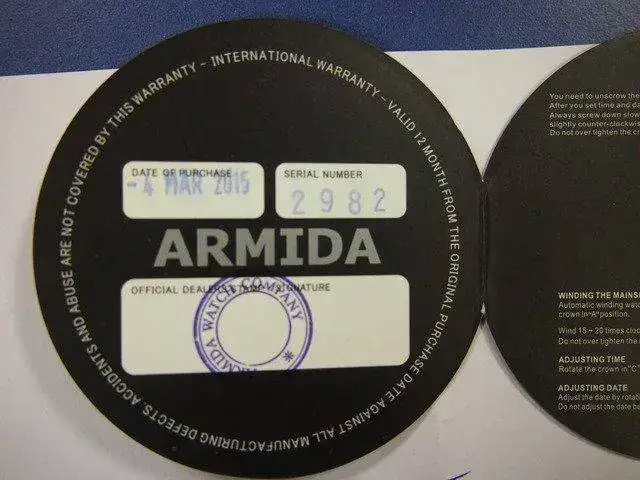 INTERNATIONAL WARRANTY - VALID 12 MONTH FROM THE ORIGINAL PURCHASE DATE AGAINST ALL MANUFACTURING DEFECTS. ACCIDENTS AND ABUSE ARE NOT COVERED BY THIS WARRANTY -
DATE OF PURCHASE
-4 MAR 2015
SERIAL NUMBER
2982
ARMIDA
OFFICIAL DEALER'S STAMP/SIGNATURE
ARMIDA WATCH COMPANY *
You need to unscrew the
After you set time and da
Always screw down slow
slightly counter-clockwis
Do not over tighten the cr
WINDING THE MAINS
Automatic winding watc
crown in "A" position.
Wind 15 ~ 20 times cloc
Do not over tighten the
ADJUSTING TIME
Rotate the crown in "C"
ADJUSTING DATE
Adjust the date by rotati
Do not adjust the date be